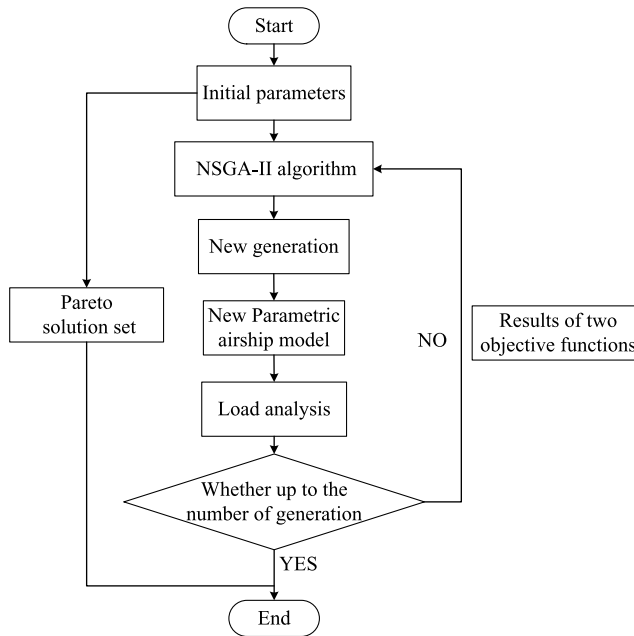 Start
Initial parameters
NSGA-II algorithm
New generation
Pareto
solution set
New Parametric
airship model
NO
Results of two
objective functions
Load analysis
Whether up to the
number of generation
YES
End